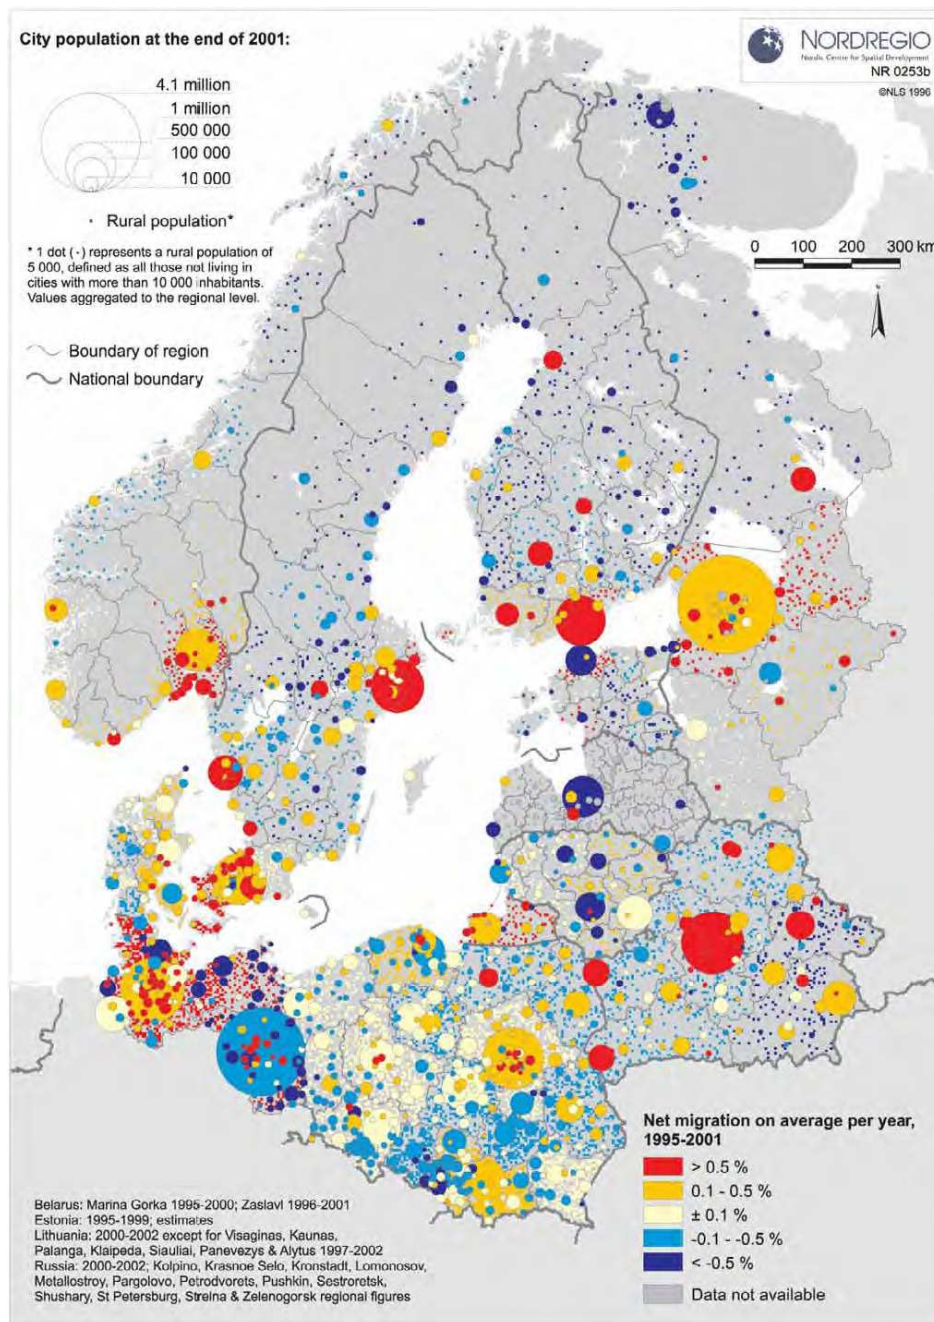 City population at the end of 2001:
4.1 million
1 million
500 000
100 000
10 000
Rural population*
* 1 dot (·) represents a rural population of
5 000, defined as all those not living in
cities with more than 10 000 inhabitants.
Values aggregated to the regional level.
Boundary of region
National boundary
NORDREGIO
Nordic Centre for Spatial Development
NR 0253b
©NLS 1996
0 100 200 300 km
Net migration on average per year,
1995-2001
> 0.5 %
0.1 - 0.5 %
± 0.1 %
-0.1 - -0.5 %
< -0.5 %
Data not available
Belarus: Marina Gorka 1995-2000; Zaslavl 1996-2001
Estonia: 1995-1999; estimates
Lithuania: 2000-2002 except for Visaginas, Kaunas,
Palanga, Klaipeda, Siauliai, Panevezys & Alytus 1997-2002
Russia: 2000-2002; Kolpino, Krasnoe Selo, Kronstadt, Lomonosov,
Metallostroy, Pargolovo, Petrodvorets, Pushkin, Sestroretsk,
Shushary, St Petersburg, Strelna & Zelenogorsk regional figures